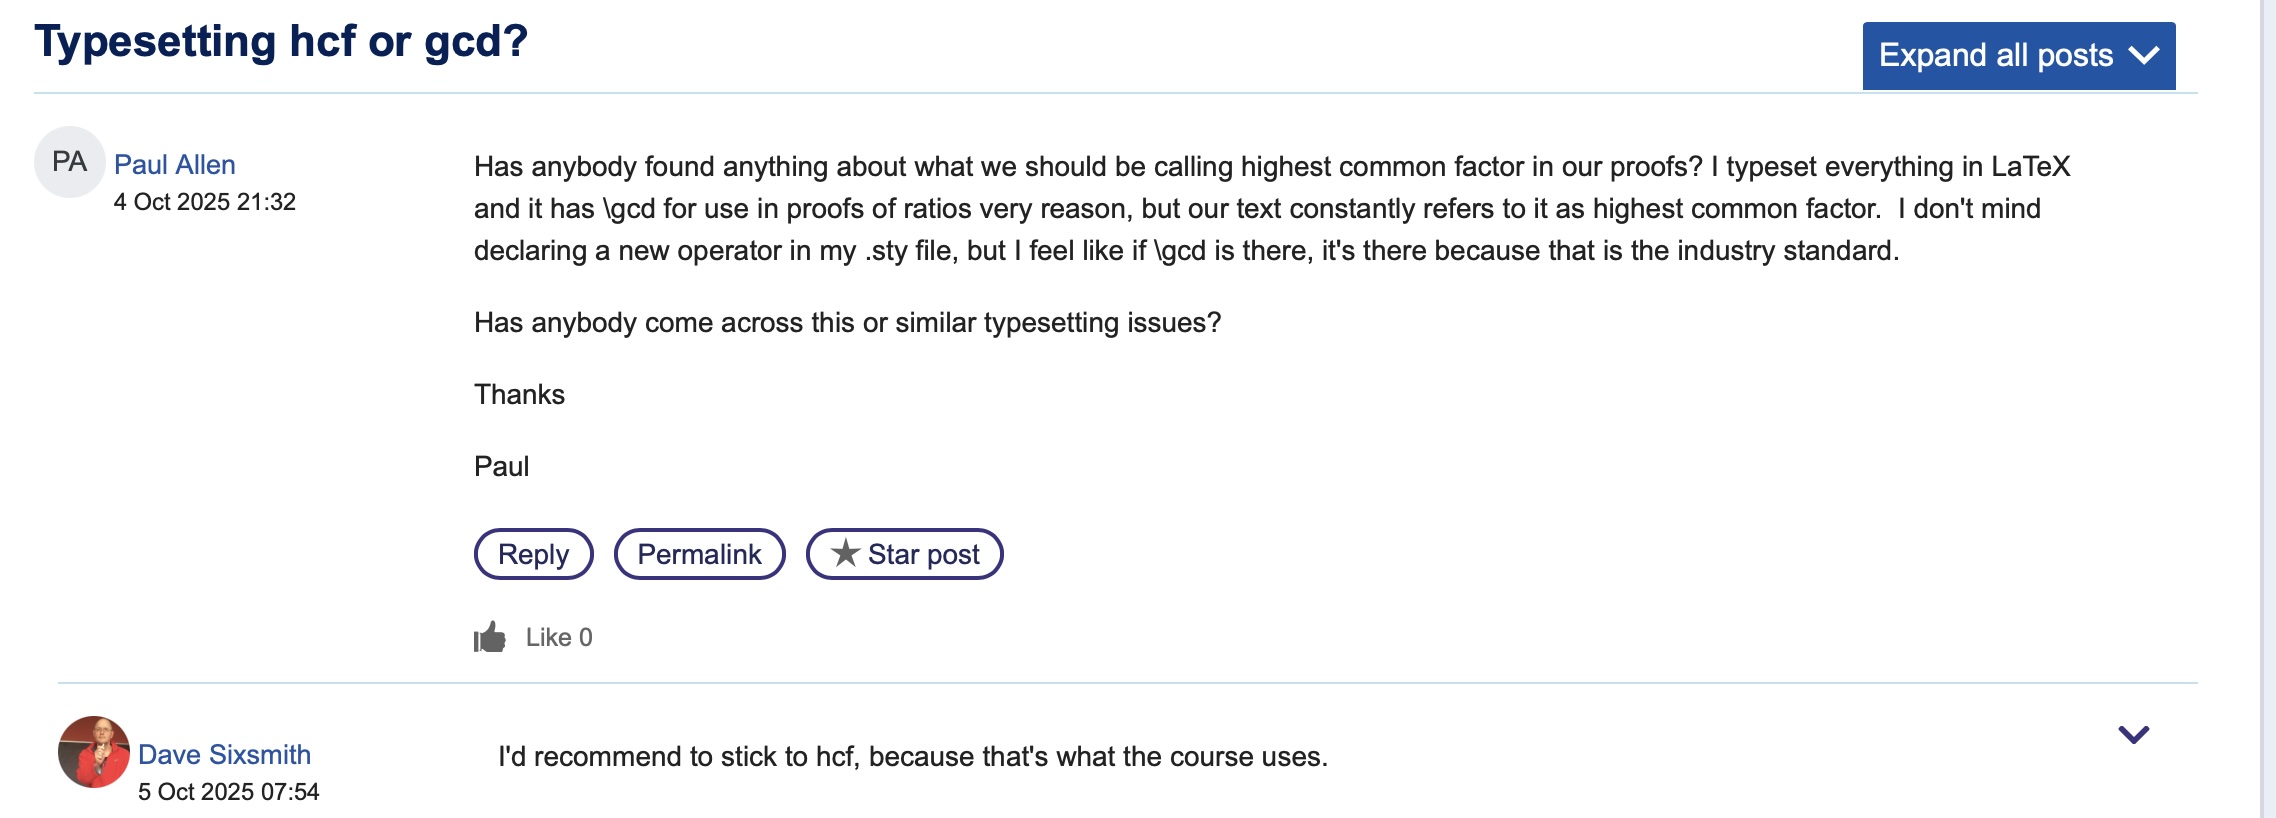 Typesetting hcf or gcd?
Expand all posts
PA
Paul Allen
4 Oct 2025 21:32
Has anybody found anything about what we should be calling highest common factor in our proofs? I typeset everything in LaTeX
and it has \gcd for use in proofs of ratios very reason, but our text constantly refers to it as highest common factor.  I don't mind
declaring a new operator in my .sty file, but I feel like if \gcd is there, it's there because that is the industry standard.
Has anybody come across this or similar typesetting issues?
Thanks
Paul
Reply
Permalink
★ Star post
Like 0
Dave Sixsmith
5 Oct 2025 07:54
I'd recommend to stick to hcf, because that's what the course uses.